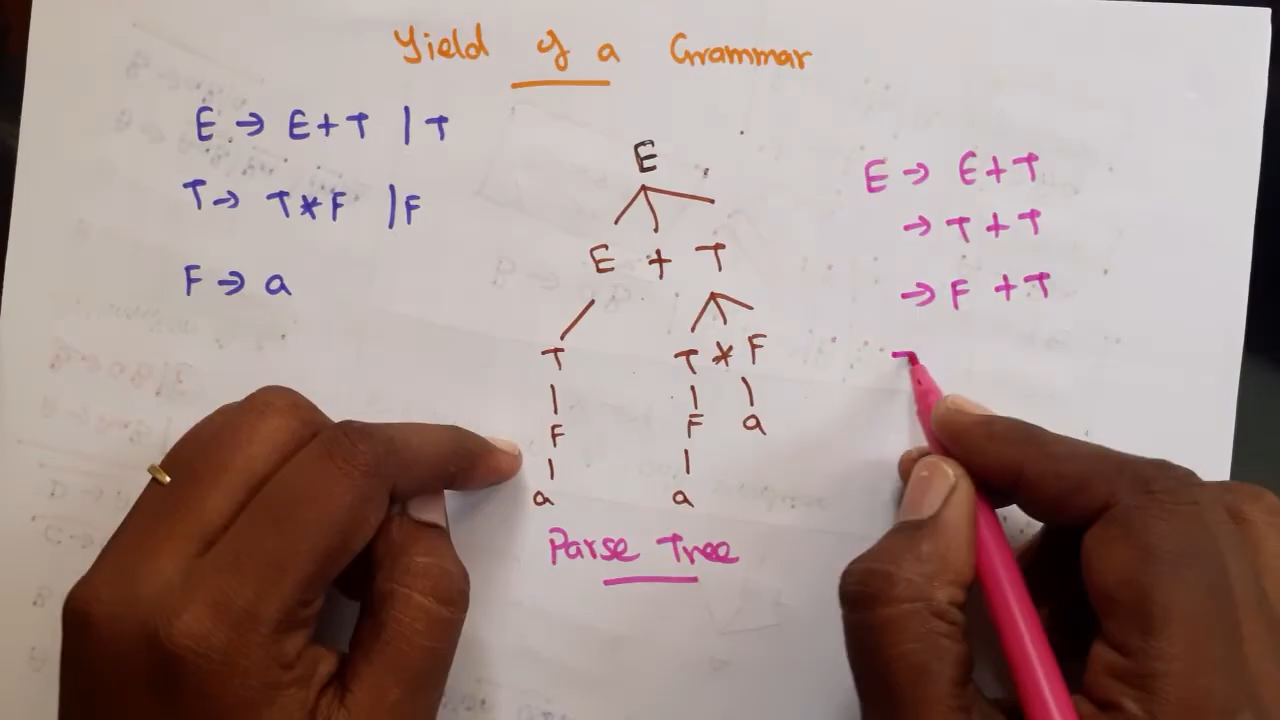 Yield of a Grammar
E → E+T | T
T → T*F | F
F → a
E
E + T
T T * F
F F a
a a
Parse Tree
E → E+T
→ T+T
→ F+T